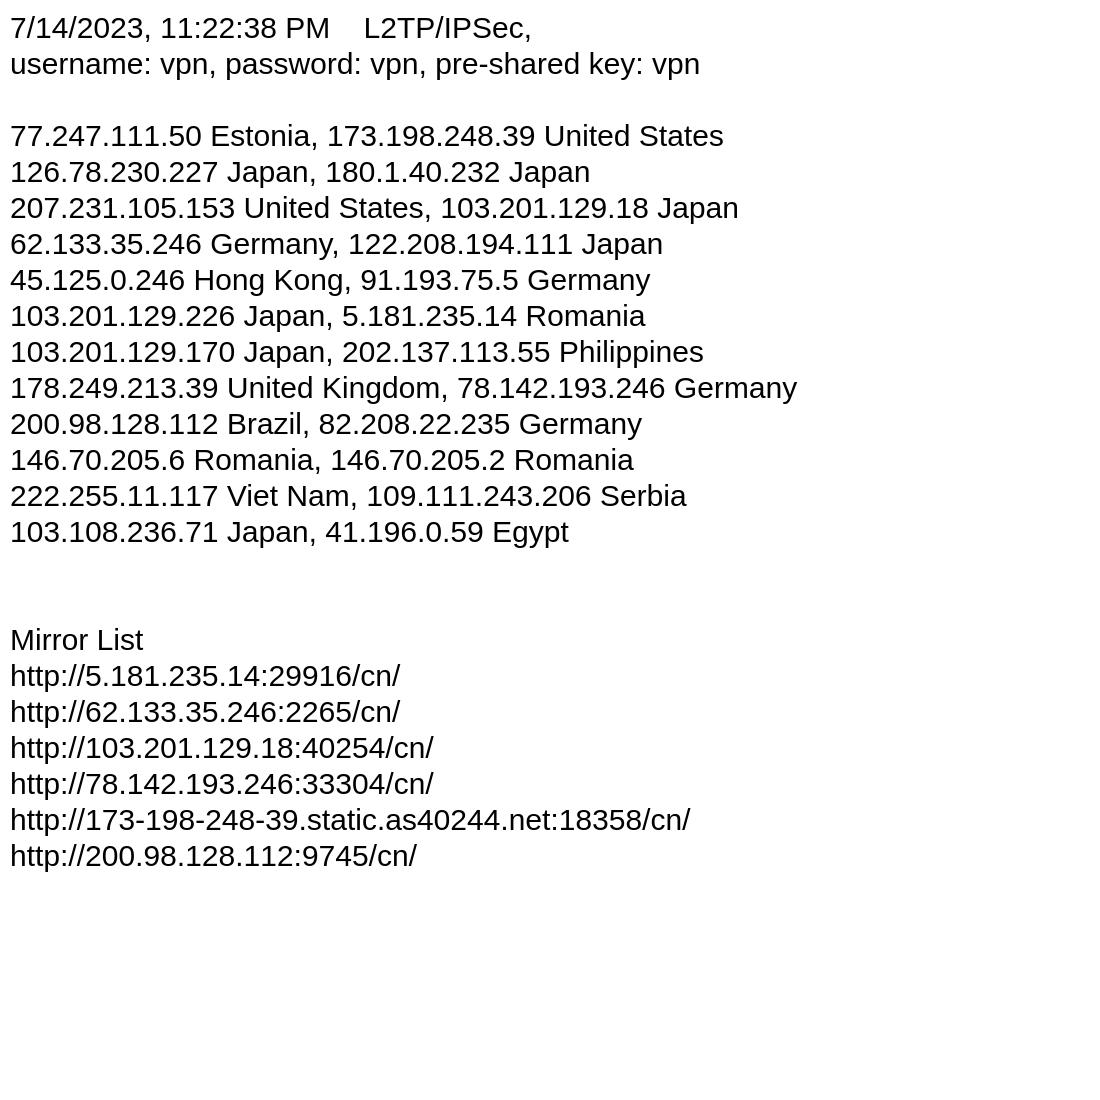 7/14/2023, 11:22:38 PM    L2TP/IPSec,
username: vpn, password: vpn, pre-shared key: vpn
77.247.111.50 Estonia, 173.198.248.39 United States
126.78.230.227 Japan, 180.1.40.232 Japan
207.231.105.153 United States, 103.201.129.18 Japan
62.133.35.246 Germany, 122.208.194.111 Japan
45.125.0.246 Hong Kong, 91.193.75.5 Germany
103.201.129.226 Japan, 5.181.235.14 Romania
103.201.129.170 Japan, 202.137.113.55 Philippines
178.249.213.39 United Kingdom, 78.142.193.246 Germany
200.98.128.112 Brazil, 82.208.22.235 Germany
146.70.205.6 Romania, 146.70.205.2 Romania
222.255.11.117 Viet Nam, 109.111.243.206 Serbia
103.108.236.71 Japan, 41.196.0.59 Egypt
Mirror List
http://5.181.235.14:29916/cn/
http://62.133.35.246:2265/cn/
http://103.201.129.18:40254/cn/
http://78.142.193.246:33304/cn/
http://173-198-248-39.static.as40244.net:18358/cn/
http://200.98.128.112:9745/cn/